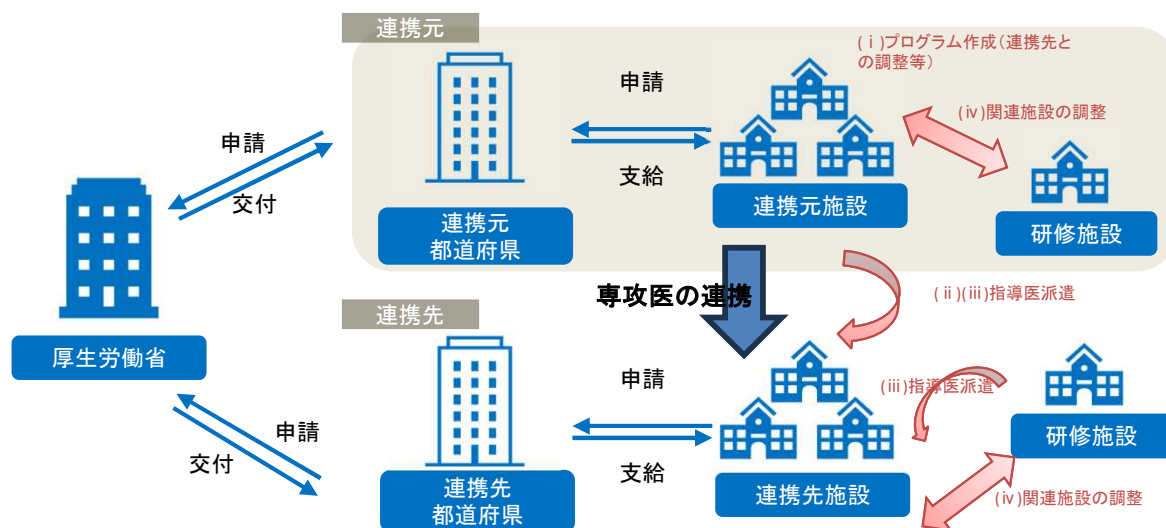 連携元
(ⅰ)プログラム作成(連携先と
の調整等)
申請
(ⅳ)関連施設の調整
申請
支給
交付
連携元
都道府県
連携元施設
研修施設
専攻医の連携
(ⅱ)(ⅲ)指導医派遣
連携先
厚生労働省
申請
(ⅲ)指導医派遣
申請
交付
支給
研修施設
連携先
都道府県
連携先施設
(ⅳ)関連施設の調整